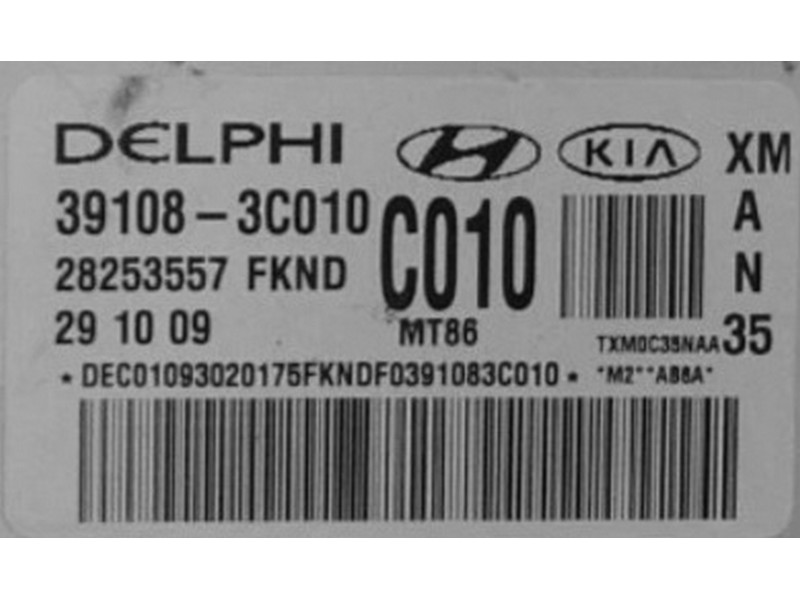 DELPHI KIA XM
39108-3C010 C010 A
28253557 FKND N
29 10 09 MT86 TXM0C35NAA 35
*DEC01093020175FKNDF0391083C010* *M2**AB8A*